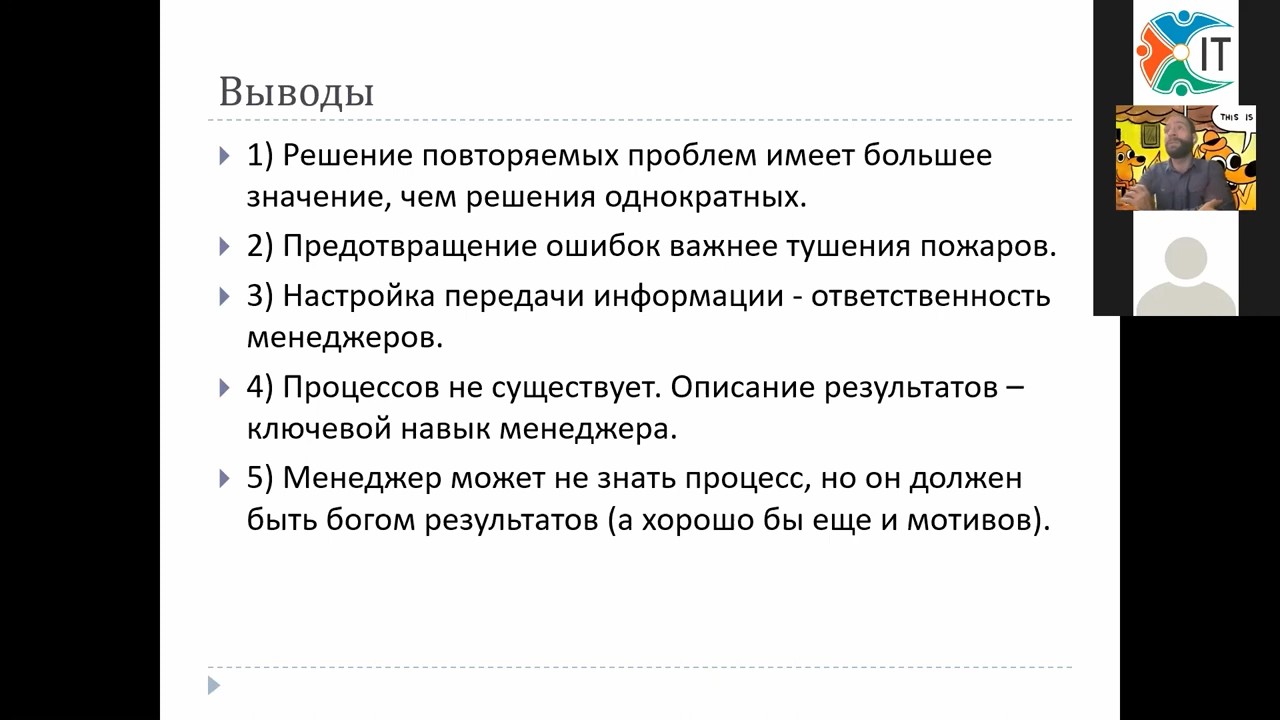 Выводы
1) Решение повторяемых проблем имеет большее
значение, чем решения однократных.
2) Предотвращение ошибок важнее тушения пожаров.
3) Настройка передачи информации - ответственность
менеджеров.
4) Процессов не существует. Описание результатов –
ключевой навык менеджера.
5) Менеджер может не знать процесс, но он должен
быть богом результатов (а хорошо бы еще и мотивов).
IT
THIS IS